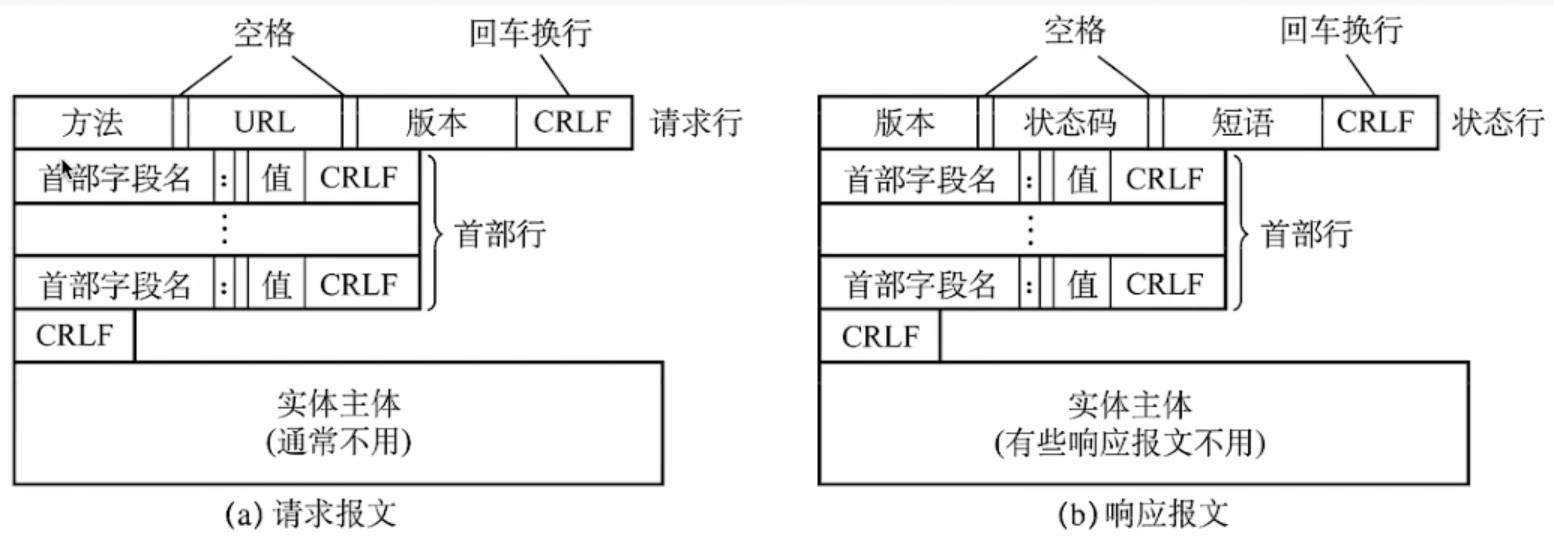 空格 回车换行
方法 URL 版本 CRLF 请求行
首部字段名 : 值 CRLF
⋮
首部行
首部字段名 : 值 CRLF
CRLF
实体主体
(通常不用)
(a) 请求报文
空格 回车换行
版本 状态码 短语 CRLF 状态行
首部字段名 : 值 CRLF
⋮
首部行
首部字段名 : 值 CRLF
CRLF
实体主体
(有些响应报文不用)
(b) 响应报文